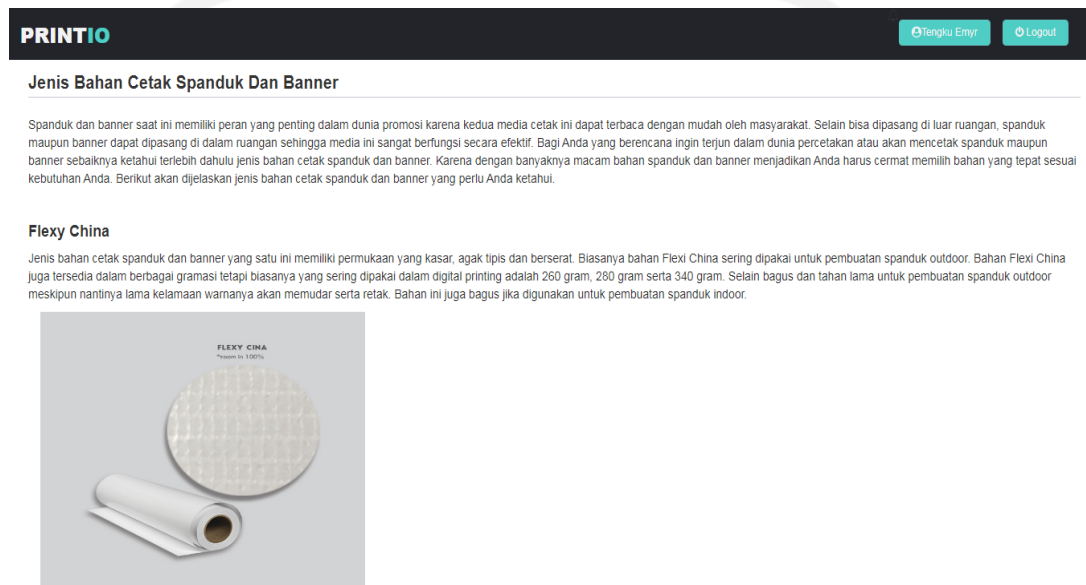 PRINTIO
Tengku Emyr
Logout
Jenis Bahan Cetak Spanduk Dan Banner
Spanduk dan banner saat ini memiliki peran yang penting dalam dunia promosi karena kedua media cetak ini dapat terbaca dengan mudah oleh masyarakat. Selain bisa dipasang di luar ruangan, spanduk
maupun banner dapat dipasang di dalam ruangan sehingga media ini sangat berfungsi secara efektif. Bagi Anda yang berencana ingin terjun dalam dunia percetakan atau akan mencetak spanduk maupun
banner sebaiknya ketahui terlebih dahulu jenis bahan cetak spanduk dan banner. Karena dengan banyaknya macam bahan spanduk dan banner menjadikan Anda harus cermat memilih bahan yang tepat sesuai
kebutuhan Anda. Berikut akan dijelaskan jenis bahan cetak spanduk dan banner yang perlu Anda ketahui.
Flexy China
Jenis bahan cetak spanduk dan banner yang satu ini memiliki permukaan yang kasar, agak tipis dan berserat. Biasanya bahan Flexi China sering dipakai untuk pembuatan spanduk outdoor. Bahan Flexi China
juga tersedia dalam berbagai gramasi tetapi biasanya yang sering dipakai dalam digital printing adalah 260 gram, 280 gram serta 340 gram. Selain bagus dan tahan lama untuk pembuatan spanduk outdoor
meskipun nantinya lama kelamaan warnanya akan memudar serta retak. Bahan ini juga bagus jika digunakan untuk pembuatan spanduk indoor.
FLEXY CINA
*room in 100%